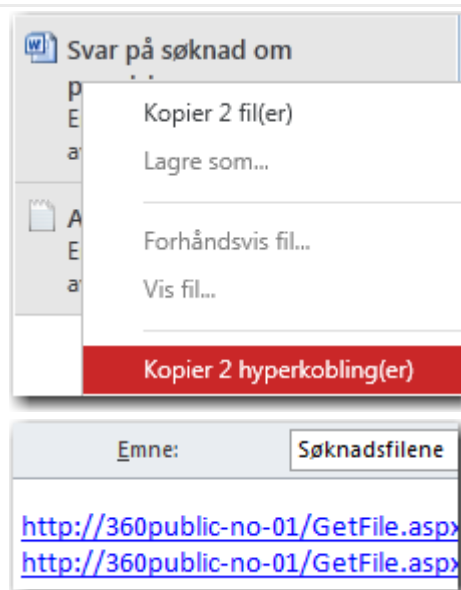 Svar på søknad om
p
E
a
Kopier 2 fil(er)
Lagre som...
A
E
a
Forhåndsvis fil...
Vis fil...
Kopier 2 hyperkobling(er)
Emne: Søknadsfilene
http://360public-no-01/GetFile.aspx
http://360public-no-01/GetFile.aspx